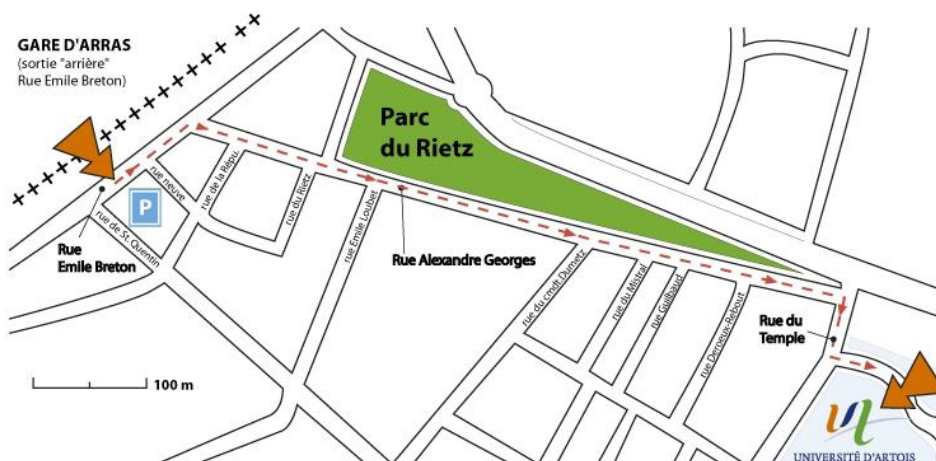 GARE D'ARRAS
(sortie "arrière"
Rue Emile Breton)
Parc
du Rietz
P
rue neuve
rue de la Répu.
rue du Rietz
rue de St. Quentin
Rue
Emile Breton
rue Emile Loubet
Rue Alexandre Georges
rue du cmdt. Dumetz
rue du Mistral
rue Guilbaud
rue Deroeux-Rebout
Rue du
Temple
100 m
UNIVERSITÉ D'ARTOIS